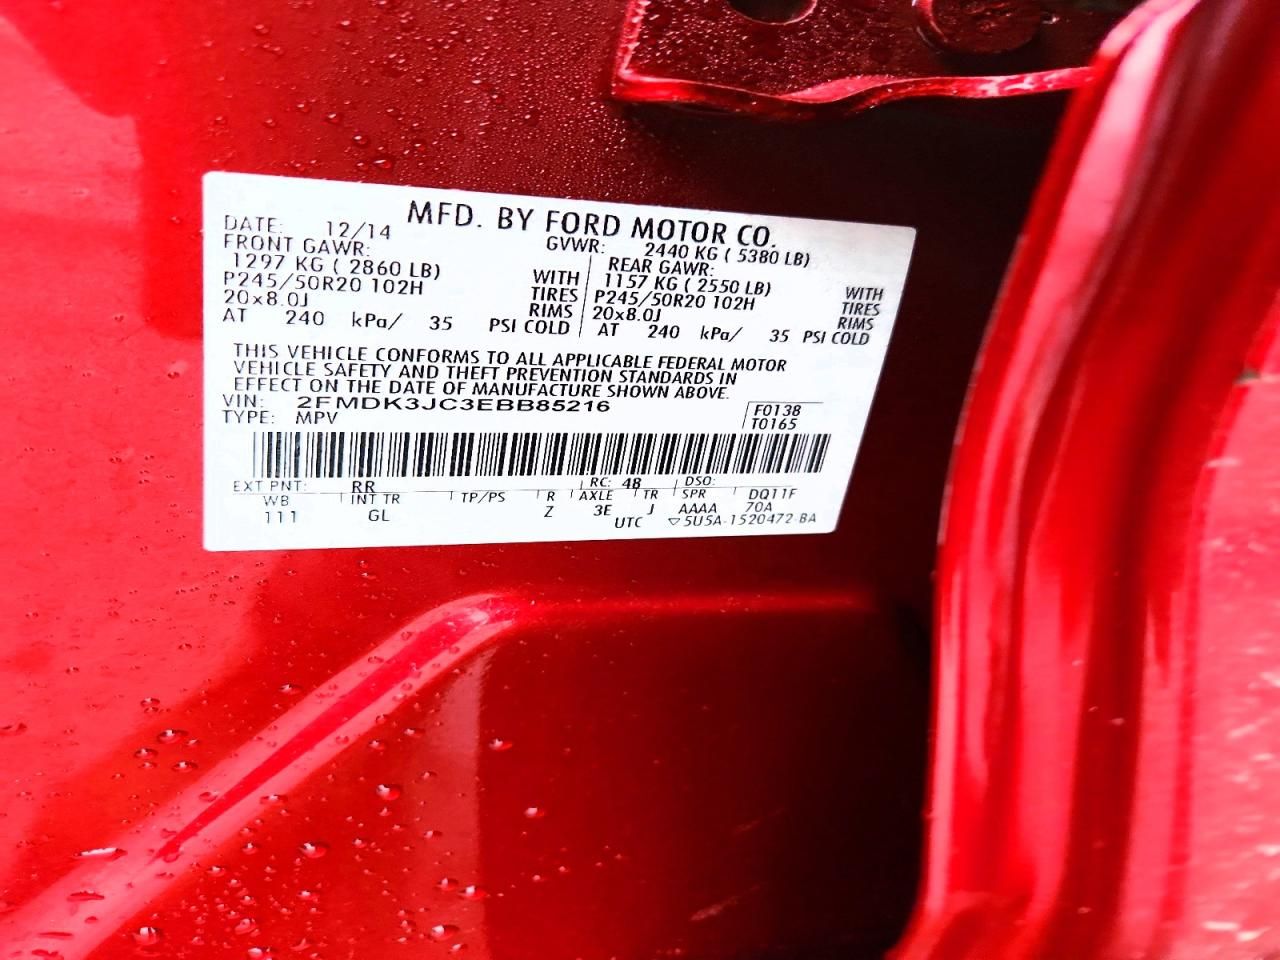 MFD. BY FORD MOTOR CO.
DATE: 12/14 GVWR: 2440 KG ( 5380 LB)
FRONT GAWR: REAR GAWR:
1297 KG ( 2860 LB) WITH 1157 KG ( 2550 LB) WITH
P245/50R20 102H TIRES P245/50R20 102H TIRES
20x8.0J RIMS 20x8.0J RIMS
AT 240 kPa/ 35 PSI COLD AT 240 kPa/ 35 PSI COLD
THIS VEHICLE CONFORMS TO ALL APPLICABLE FEDERAL MOTOR
VEHICLE SAFETY AND THEFT PREVENTION STANDARDS IN
EFFECT ON THE DATE OF MANUFACTURE SHOWN ABOVE.
VIN: 2FMDK3JC3EBB85216 F0138
TYPE: MPV T0165
EXT PNT: RR RC: 48 DSO:
WB INT TR TP/PS R AXLE TR SPR DQ11F
111 GL Z 3E J AAAA 70A
UTC ▽5U5A-1520472-BA